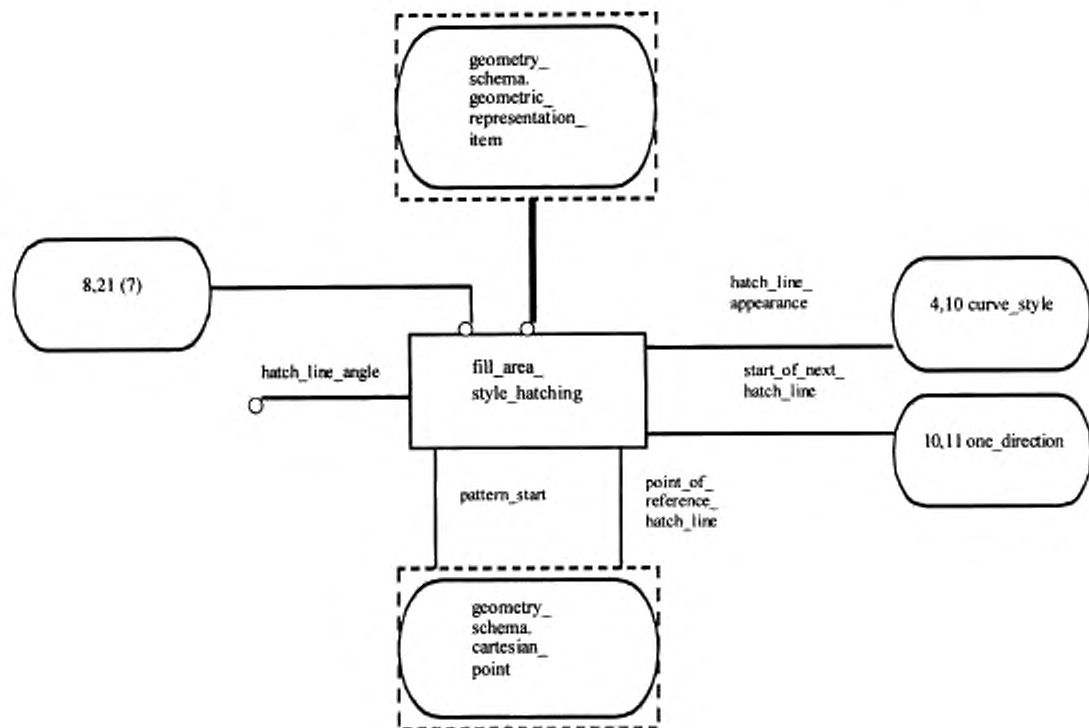 geometry_
schema.
geometric_
representation_
item
8,21 (7)
hatch_line_
appearance
4,10 curve_style
hatch_line_angle
fill_area_
style_hatching
start_of_next_
hatch_line
10,11 one_direction
pattern_start
point_of_
reference_
hatch_line
geometry_
schema.
cartesian_
point